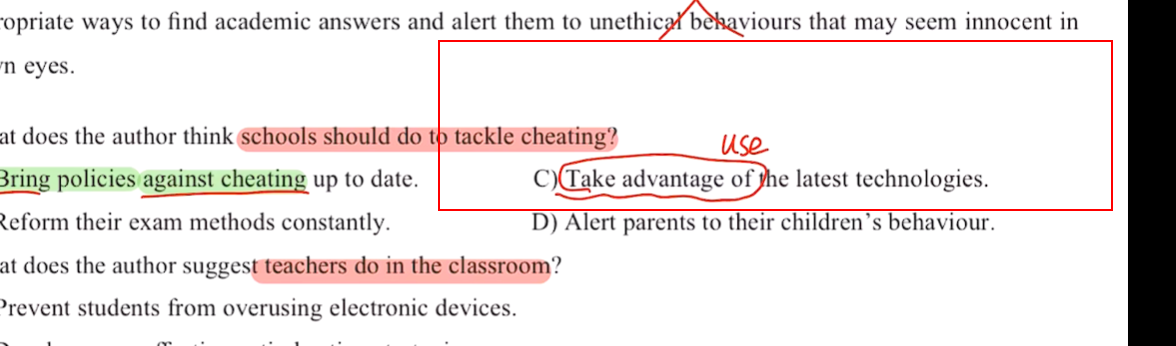 ropriate ways to find academic answers and alert them to unethical behaviours that may seem innocent in
n eyes.
at does the author think schools should do to tackle cheating?
use
Bring policies against cheating up to date. C) Take advantage of the latest technologies.
Reform their exam methods constantly. D) Alert parents to their children's behaviour.
at does the author suggest teachers do in the classroom?
Prevent students from overusing electronic devices.